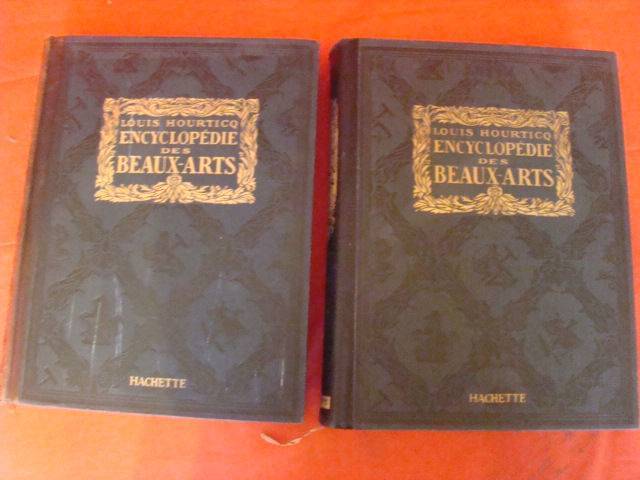 LOUIS HOURTICQ
ENCYCLOPÉDIE
DES
BEAUX-ARTS
HACHETTE
LOUIS HOURTICQ
ENCYCLOPÉDIE
DES
BEAUX-ARTS
HACHETTE